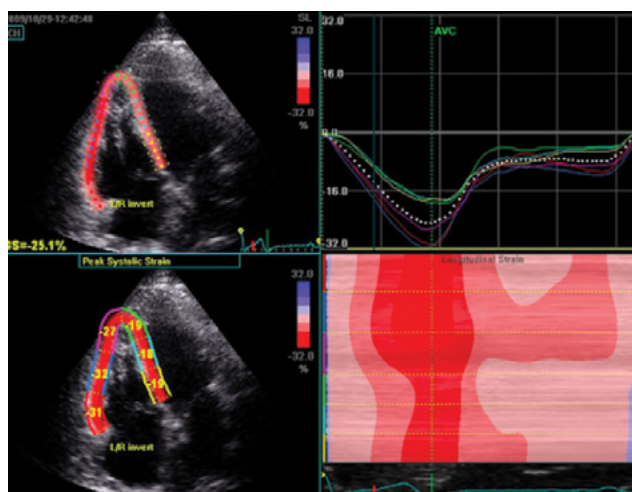 009/10/29-12:42:48
CH
SL
32.0
-32.0
%
L/R invert
GS=-25.1%
32.0
16.0
0.0
-16.0
-32.0
AVC
Peak Systolic Strain
32.0
-32.0
%
-27
-19
-32
-18
-31
-19
L/R invert
Longitudinal Strain